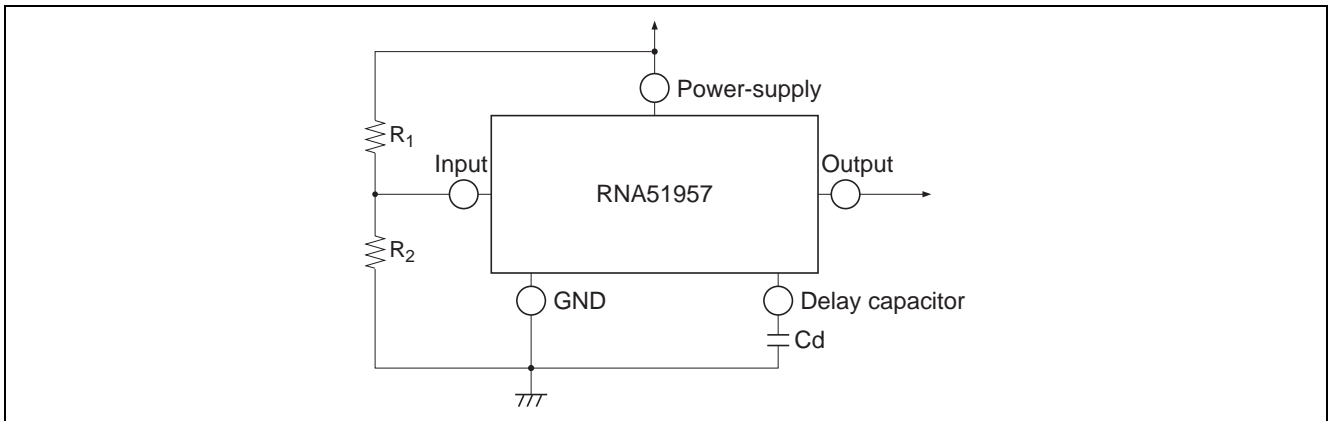 Power-supply
R1
Input
Output
RNA51957
R2
GND
Delay capacitor
Cd